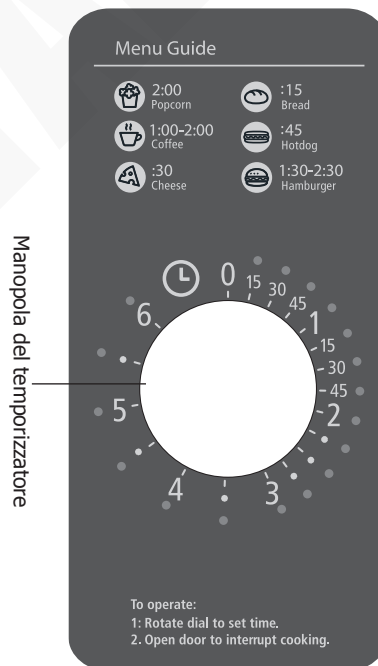 Menu Guide
2:00
Popcorn
:15
Bread
1:00-2:00
Coffee
:45
Hotdog
:30
Cheese
1:30-2:30
Hamburger
Manopola del temporizzatore
0
15
30
45
1
15
30
45
2
3
4
5
6
To operate:
1: Rotate dial to set time.
2. Open door to interrupt cooking.